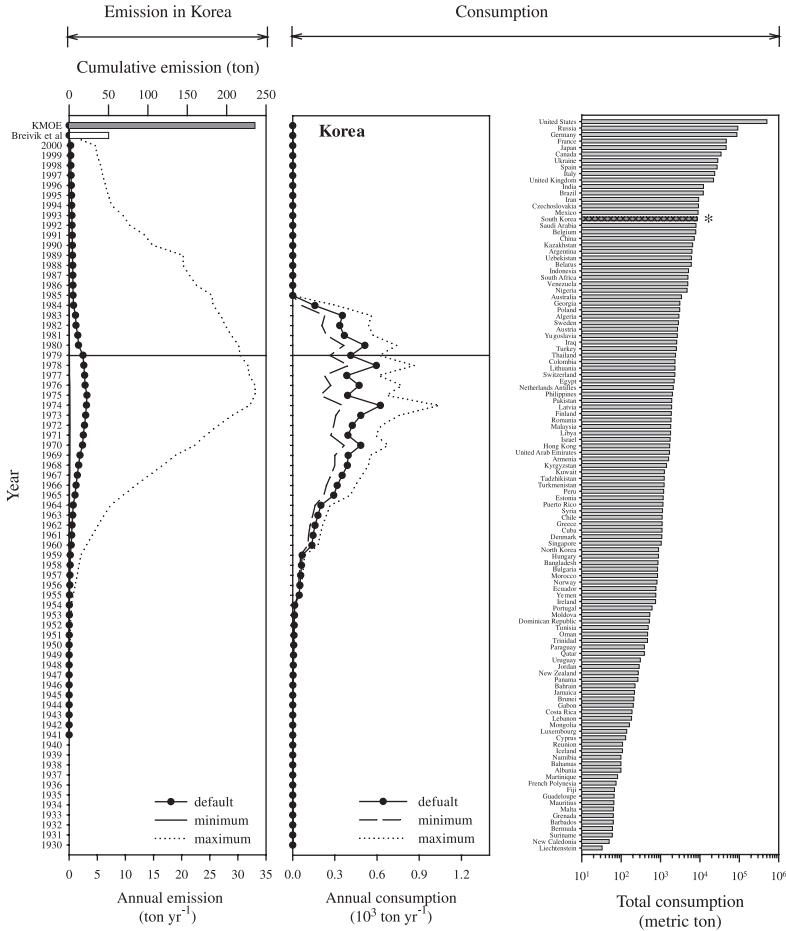 Emission in Korea
Consumption
Cumulative emission (ton)
0 50 100 150 200 250
KMOE
Breivik et al
2000
1999
1998
1997
1996
1995
1994
1993
1992
1991
1990
1989
1988
1987
1986
1985
1984
1983
1982
1981
1980
1979
1978
1977
1976
1975
1974
1973
1972
1971
1970
1969
1968
1967
1966
1965
1964
1963
1962
1961
1960
1959
1958
1957
1956
1955
1954
1953
1952
1951
1950
1949
1948
1947
1946
1945
1944
1943
1942
1941
1940
1939
1938
1937
1936
1935
1934
1933
1932
1931
1930
Year
default
minimum
maximum
0 5 10 15 20 25 30 35
Annual emission
(ton yr-1)
Korea
defualt
minimum
maximum
0.0 0.3 0.6 0.9 1.2
Annual consumption
(103 ton yr-1)
United States
Russia
Germany
France
Japan
Canada
Ukraine
Spain
Italy
United Kingdom
India
Brazil
Iran
Czechoslovakia
Mexico
South Korea *
Saudi Arabia
Belgium
China
Kazakhstan
Argentina
Uzbekistan
Belarus
Indonesia
South Africa
Venezuela
Nigeria
Australia
Georgia
Poland
Algeria
Sweden
Austria
Yugoslavia
Iraq
Turkey
Thailand
Colombia
Lithuania
Switzerland
Egypt
Netherlands Antilles
Philippines
Pakistan
Latvia
Finland
Romania
Malaysia
Libya
Israel
Hong Kong
United Arab Emirates
Armenia
Kyrgyzstan
Kuwait
Tadzhikistan
Turkmenistan
Peru
Estonia
Puerto Rico
Syria
Chile
Greece
Cuba
Denmark
Singapore
North Korea
Hungary
Bangladesh
Bulgaria
Morocco
Norway
Ecuador
Yemen
Ireland
Portugal
Moldova
Dominican Republic
Tunisia
Oman
Trinidad
Paraguay
Qatar
Uruguay
Jordan
New Zealand
Panama
Bahrain
Jamaica
Brunei
Gabon
Costa Rica
Lebanon
Mongolia
Luxembourg
Cyprus
Reunion
Iceland
Namibia
Bahamas
Albania
Martinique
French Polynesia
Fiji
Guadeloupe
Mauritius
Malta
Grenada
Barbados
Bermuda
Suriname
New Caledonia
Liechtenstein
101 102 103 104 105 106
Total consumption
(metric ton)